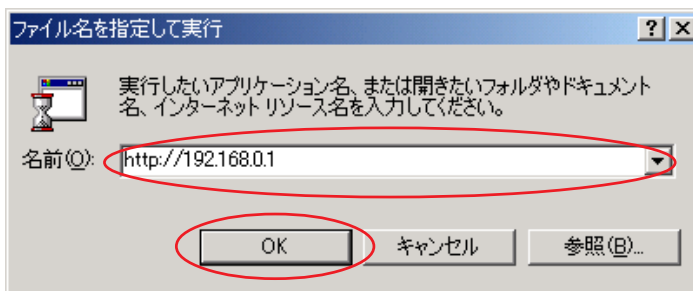 ファイル名を指定して実行
実行したいアプリケーション名、または開きたいフォルダやドキュメント
名、インターネット リソース名を入力してください。
名前(O): http://192.168.0.1
OK キャンセル 参照(B)...